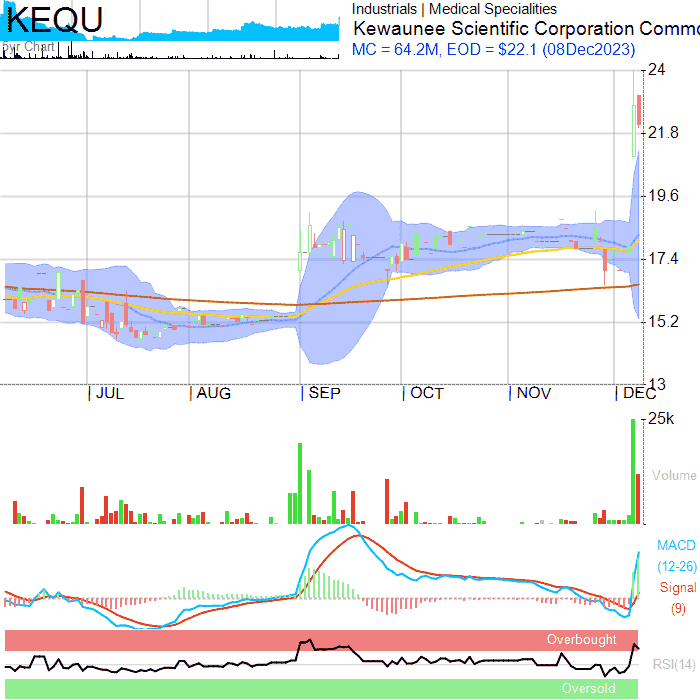 KEQU
5yr Chart
Industrials | Medical Specialities
Kewaunee Scientific Corporation Commo
MC = 64.2M, EOD = $22.1 (08Dec2023)
24
21.8
19.6
17.4
15.2
13
JUL
AUG
SEP
OCT
NOV
DEC
25k
Volume
MACD
(12-26)
Signal
(9)
Overbought
RSI(14)
Oversold